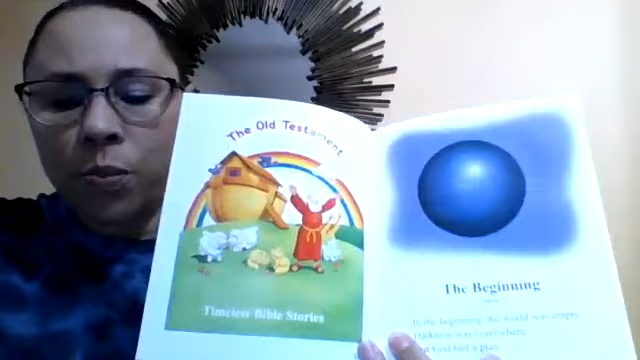 The Old Testament
Timeless Bible Stories
The Beginning
In the beginning, the world was empty.
Darkness was everywhere.
But God had a plan.